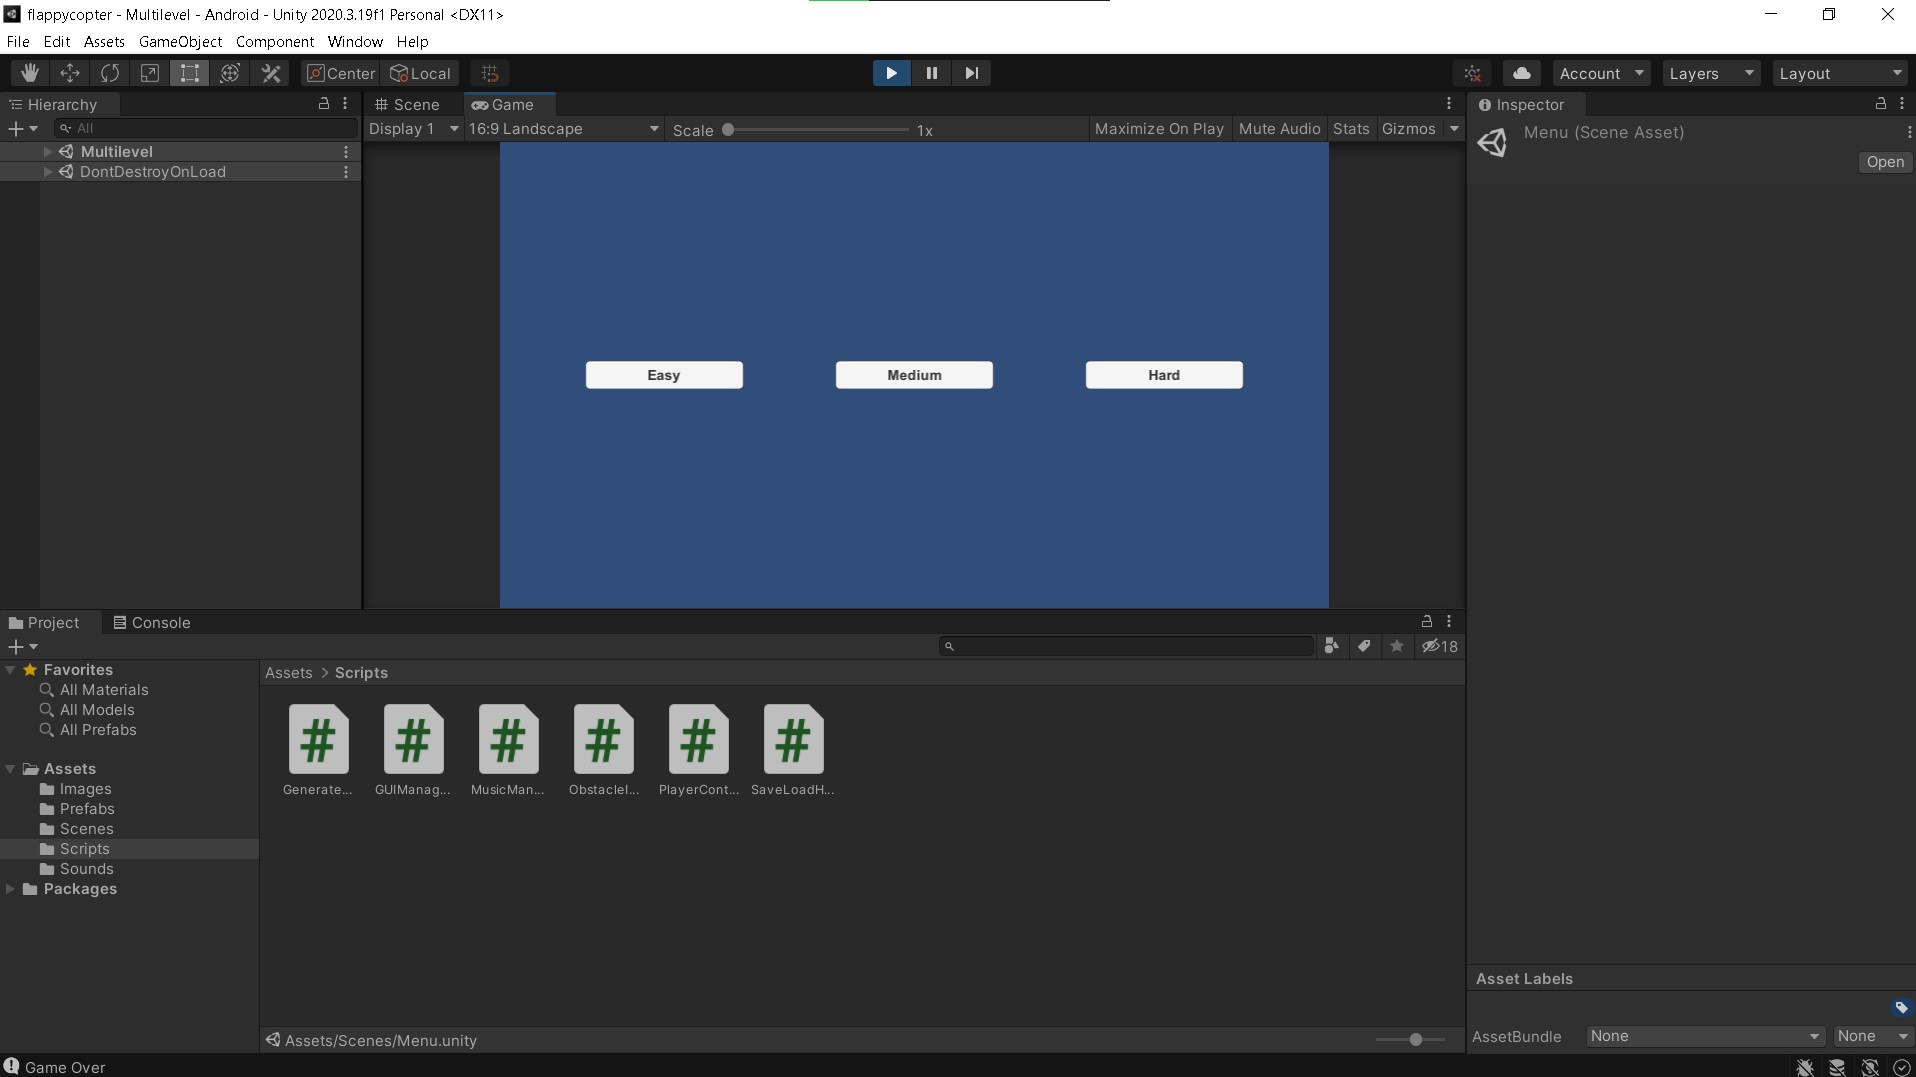 flappycopter - Multilevel - Android - Unity 2020.3.19f1 Personal <DX11>
File Edit Assets GameObject Component Window Help
Center Local
Account Layers Layout
Hierarchy
All
Multilevel
DontDestroyOnLoad
Scene Game
Display 1 16:9 Landscape Scale 1x Maximize On Play Mute Audio Stats Gizmos
Easy Medium Hard
Inspector
Menu (Scene Asset)
Open
Project Console
18
Favorites
All Materials
All Models
All Prefabs
Assets
Images
Prefabs
Scenes
Scripts
Sounds
Packages
Assets > Scripts
Generate... GUIManag... MusicMan... ObstacleI... PlayerCont... SaveLoadH...
Assets/Scenes/Menu.unity
Asset Labels
AssetBundle None None
Game Over